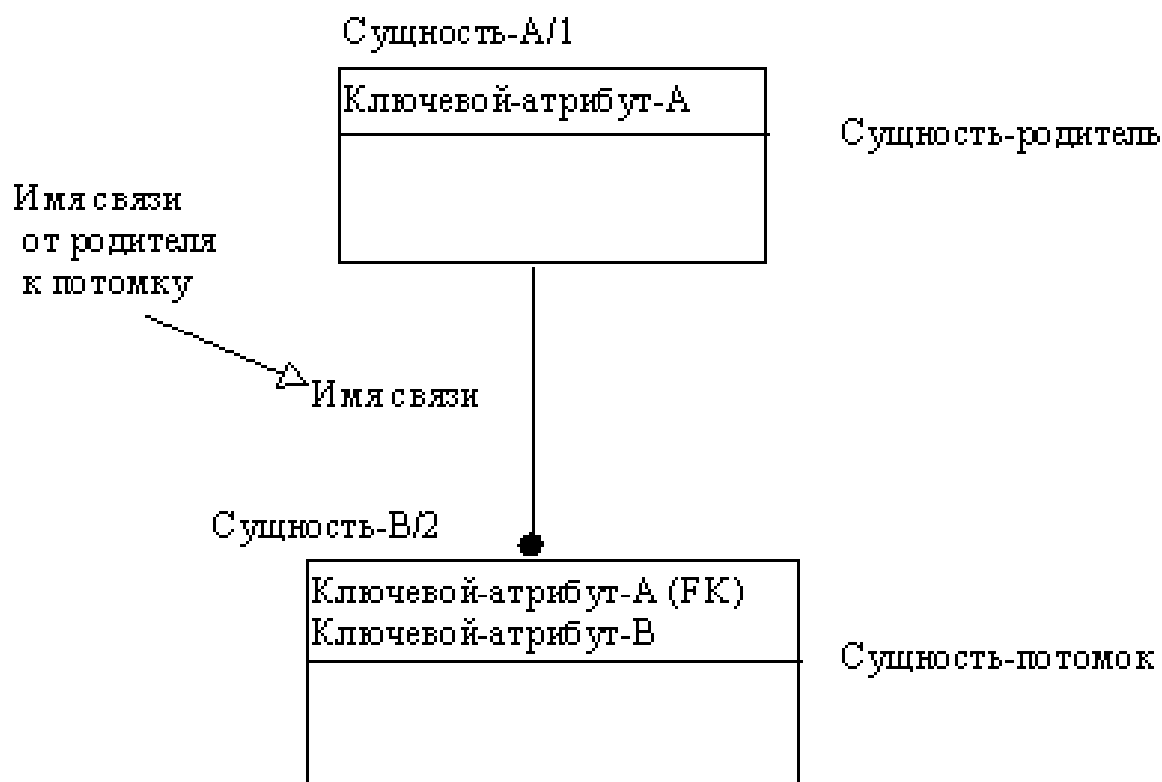 Сущность-A/1
Ключевой-атрибут-A
Сущность-родитель
Имя связи
от родителя
к потомку
Имя связи
Сущность-B/2
Ключевой-атрибут-A (FK)
Ключевой-атрибут-B
Сущность-потомок